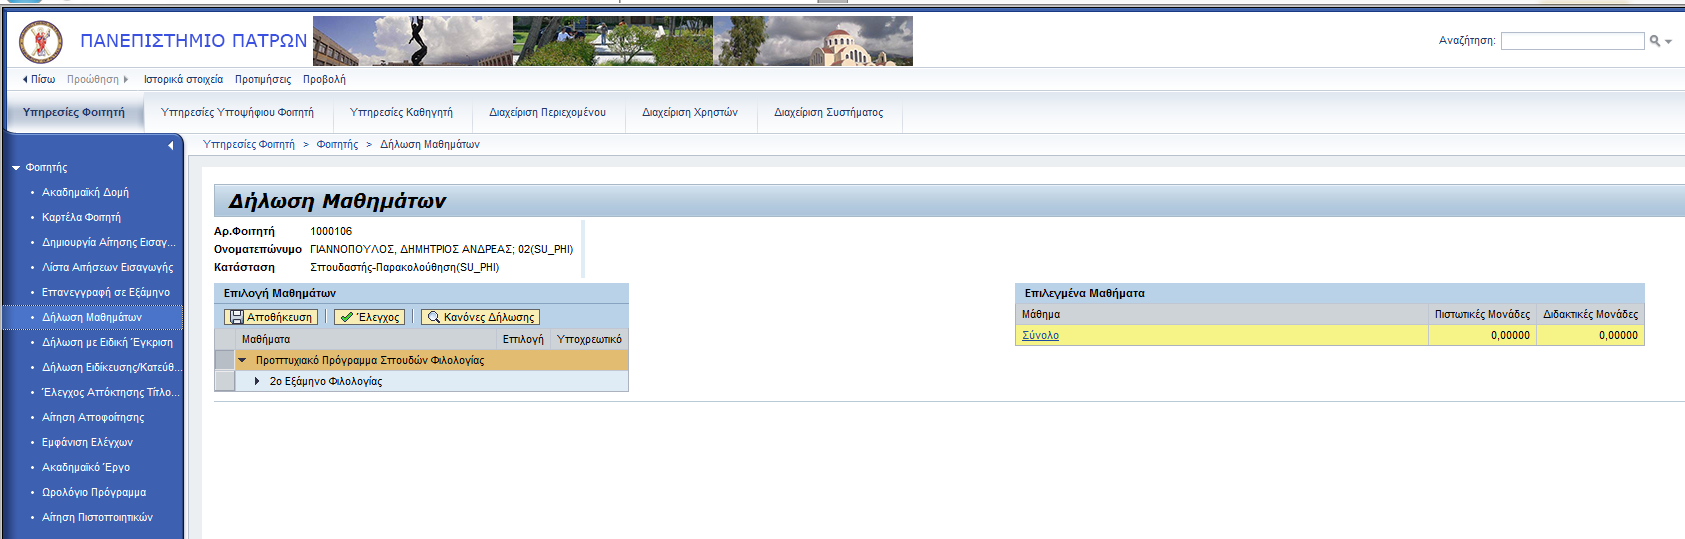 ΠΑΝΕΠΙΣΤΗΜΙΟ ΠΑΤΡΩΝ
Αναζήτηση:
Πίσω Προώθηση Ιστορικά στοιχεία Προτιμήσεις Προβολή
Υπηρεσίες Φοιτητή Υπηρεσίες Υποψήφιου Φοιτητή Υπηρεσίες Καθηγητή Διαχείριση Περιεχομένου Διαχείριση Χρηστών Διαχείριση Συστήματος
Υπηρεσίες Φοιτητή > Φοιτητής > Δήλωση Μαθημάτων
Φοιτητής
Ακαδημαϊκή Δομή
Καρτέλα Φοιτητή
Δημιουργία Αίτησης Εισαγ...
Λίστα Αιτήσεων Εισαγωγής
Επανεγγραφή σε Εξάμηνο
Δήλωση Μαθημάτων
Δήλωση με Ειδική Έγκριση
Δήλωση Ειδίκευσης/Κατεύθ...
Έλεγχος Απόκτησης Τίτλο...
Αίτηση Αποφοίτησης
Εμφάνιση Ελέγχων
Ακαδημαϊκό Έργο
Ωρολόγιο Πρόγραμμα
Αίτηση Πιστοποιητικών
Δήλωση Μαθημάτων
Αρ.Φοιτητή 1000106
Ονοματεπώνυμο ΓΙΑΝΝΟΠΟΥΛΟΣ, ΔΗΜΗΤΡΙΟΣ ΑΝΔΡΕΑΣ; 02(SU_PHI)
Κατάσταση Σπουδαστής-Παρακολούθηση(SU_PHI)
Επιλογή Μαθημάτων
Αποθήκευση Έλεγχος Κανόνες Δήλωσης
Μαθήματα Επιλογή Υποχρεωτικό
Προπτυχιακό Πρόγραμμα Σπουδών Φιλολογίας
2ο Εξάμηνο Φιλολογίας
Επιλεγμένα Μαθήματα
Μάθημα Πιστωτικές Μονάδες Διδακτικές Μονάδες
Σύνολο 0,00000 0,00000